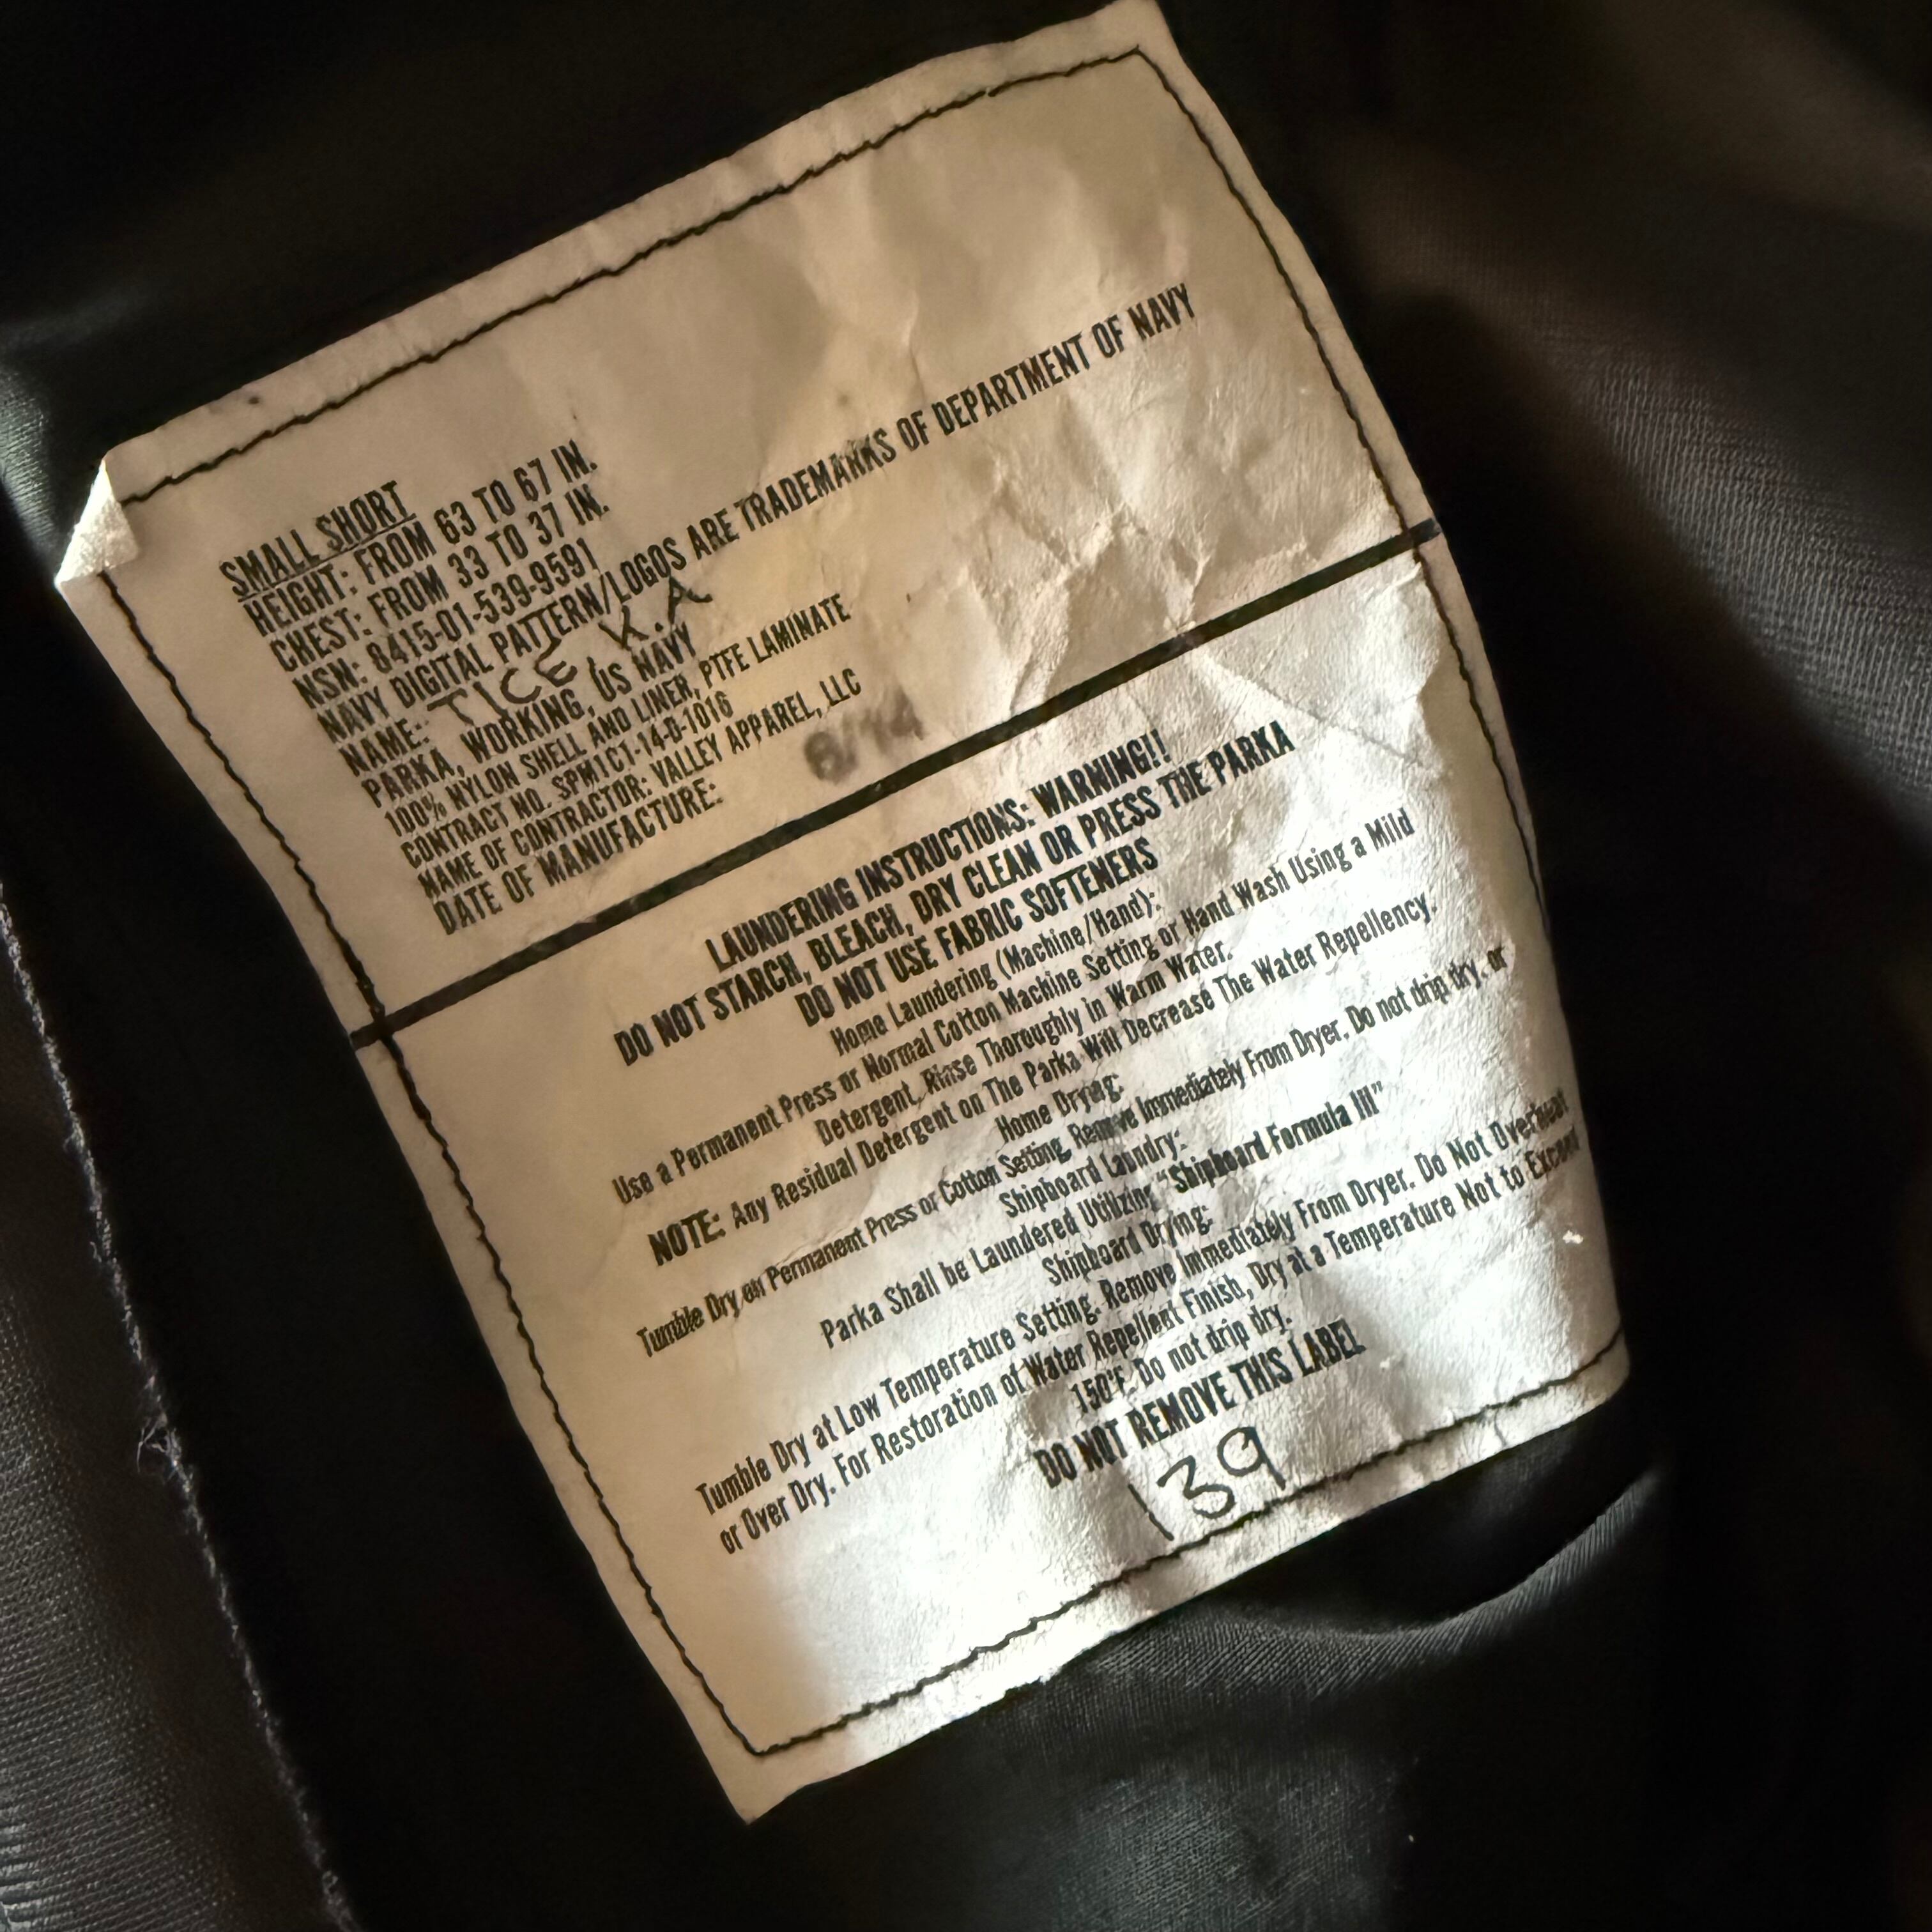 SMALL SHORT
HEIGHT: FROM 63 TO 67 IN.
CHEST: FROM 33 TO 37 IN.
NSN: 8415-01-539-9591
NAVY DIGITAL PATTERN/LOGOS ARE TRADEMARKS OF DEPARTMENT OF NAVY
NAME: TICE K.A
PARKA, WORKING, US NAVY
100% NYLON SHELL AND LINER, PTFE LAMINATE
CONTRACT NO. SPM1C1-14-D-1016
NAME OF CONTRACTOR: VALLEY APPAREL, LLC
DATE OF MANUFACTURE: 8/14
LAUNDERING INSTRUCTIONS: WARNING!!
DO NOT STARCH, BLEACH, DRY CLEAN OR PRESS THE PARKA
DO NOT USE FABRIC SOFTENERS
Home Laundering (Machine/Hand):
Use a Permanent Press or Normal Cotton Machine Setting or Hand Wash Using a Mild
Detergent, Rinse Thoroughly in Warm Water.
NOTE: Any Residual Detergent on The Parka Will Decrease The Water Repellency.
Home Drying:
Tumble Dry on Permanent Press or Cotton Setting, Remove Immediately From Dryer. Do not drip dry. or
Shipboard Laundry:
Parka Shall be Laundered Utilizing "Shipboard Formula III"
Shipboard Drying:
Tumble Dry at Low Temperature Setting. Remove Immediately From Dryer. Do Not Overheat
or Over Dry. For Restoration of Water Repellent Finish, Dry at a Temperature Not to Exceed
150°F. Do not drip dry.
DO NOT REMOVE THIS LABEL
139